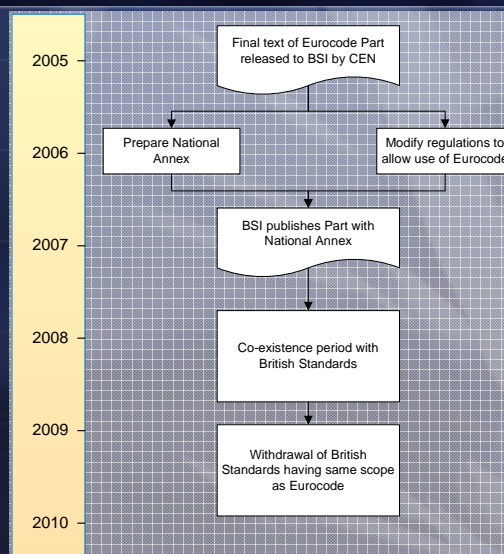 2005
Final text of Eurocode Part
released to BSI by CEN
2006
Prepare National
Annex
Modify regulations to
allow use of Eurocode
2007
BSI publishes Part with
National Annex
2008
Co-existence period with
British Standards
2009
Withdrawal of British
Standards having same scope
as Eurocode
2010